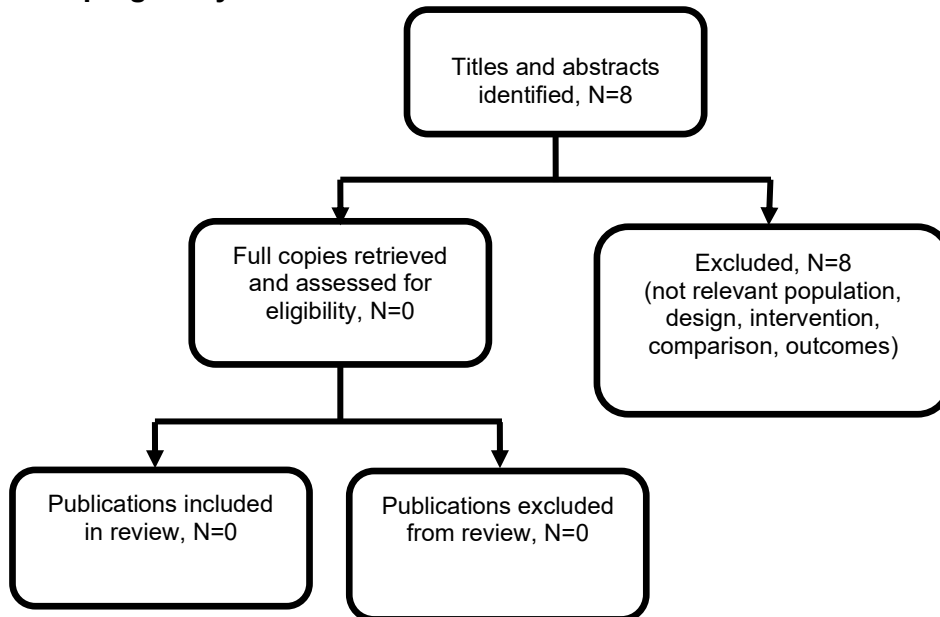 Titles and abstracts
identified, N=8
Full copies retrieved
and assessed for
eligibility, N=0
Excluded, N=8
(not relevant population,
design, intervention,
comparison, outcomes)
Publications included
in review, N=0
Publications excluded
from review, N=0